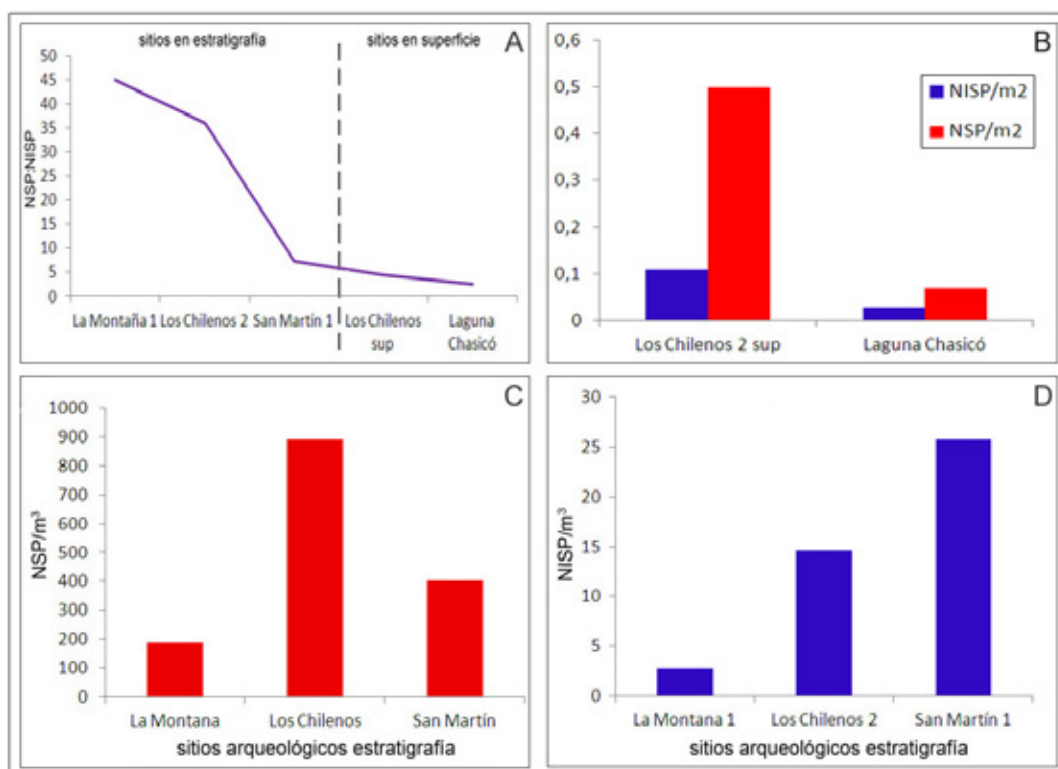 sitios en estratigrafía
sitios en superficie
A
NSP:NISP
50
45
40
35
30
25
20
15
10
5
0
La Montaña 1
Los Chilenos 2
San Martín 1
Los Chilenos
sup
Laguna
Chasicó
B
0,6
0,5
0,4
0,3
0,2
0,1
0
NISP/m2
NSP/m2
Los Chilenos 2 sup
Laguna Chasicó
C
NSP/m³
1000
900
800
700
600
500
400
300
200
100
0
La Montana
Los Chilenos
San Martín
sitios arqueológicos estratigrafía
D
NISP/m³
30
25
20
15
10
5
0
La Montana 1
Los Chilenos 2
San Martín 1
sitios arqueológicos estratigrafía